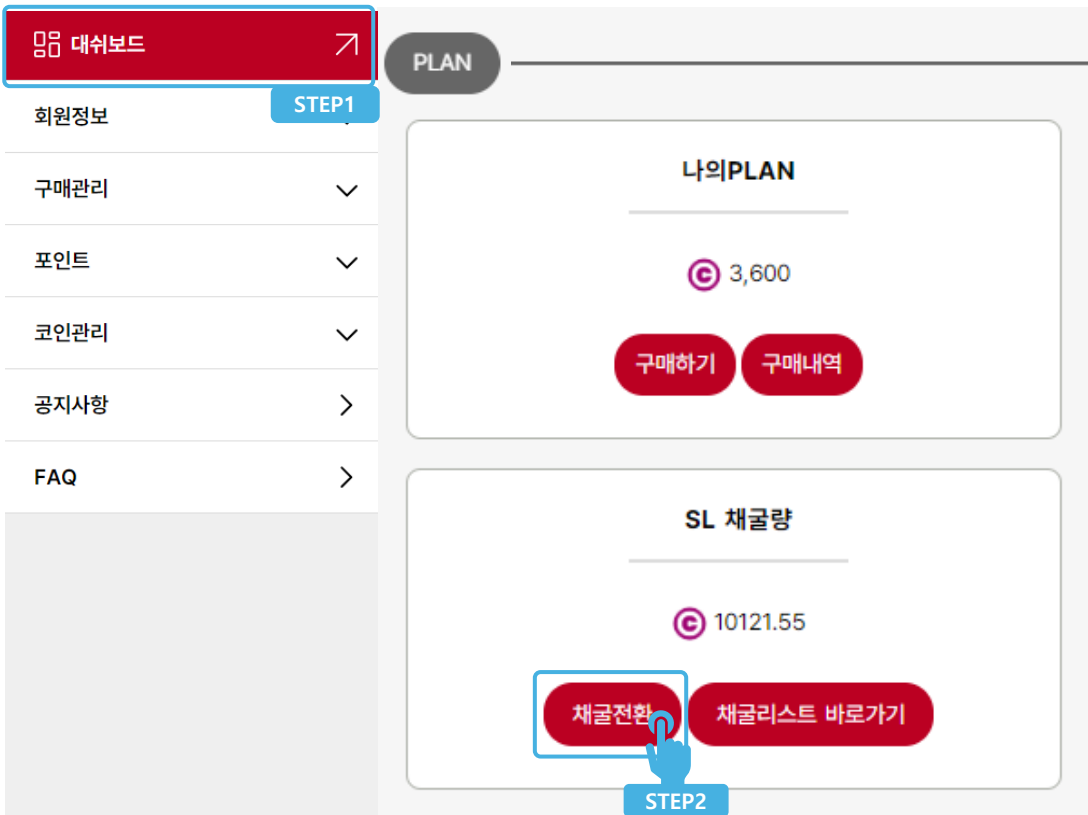 대쉬보드
STEP1
회원정보
구매관리
포인트
코인관리
공지사항
FAQ
PLAN
나의PLAN
C 3,600
구매하기 구매내역
SL 채굴량
C 10121.55
채굴전환 채굴리스트 바로가기
STEP2